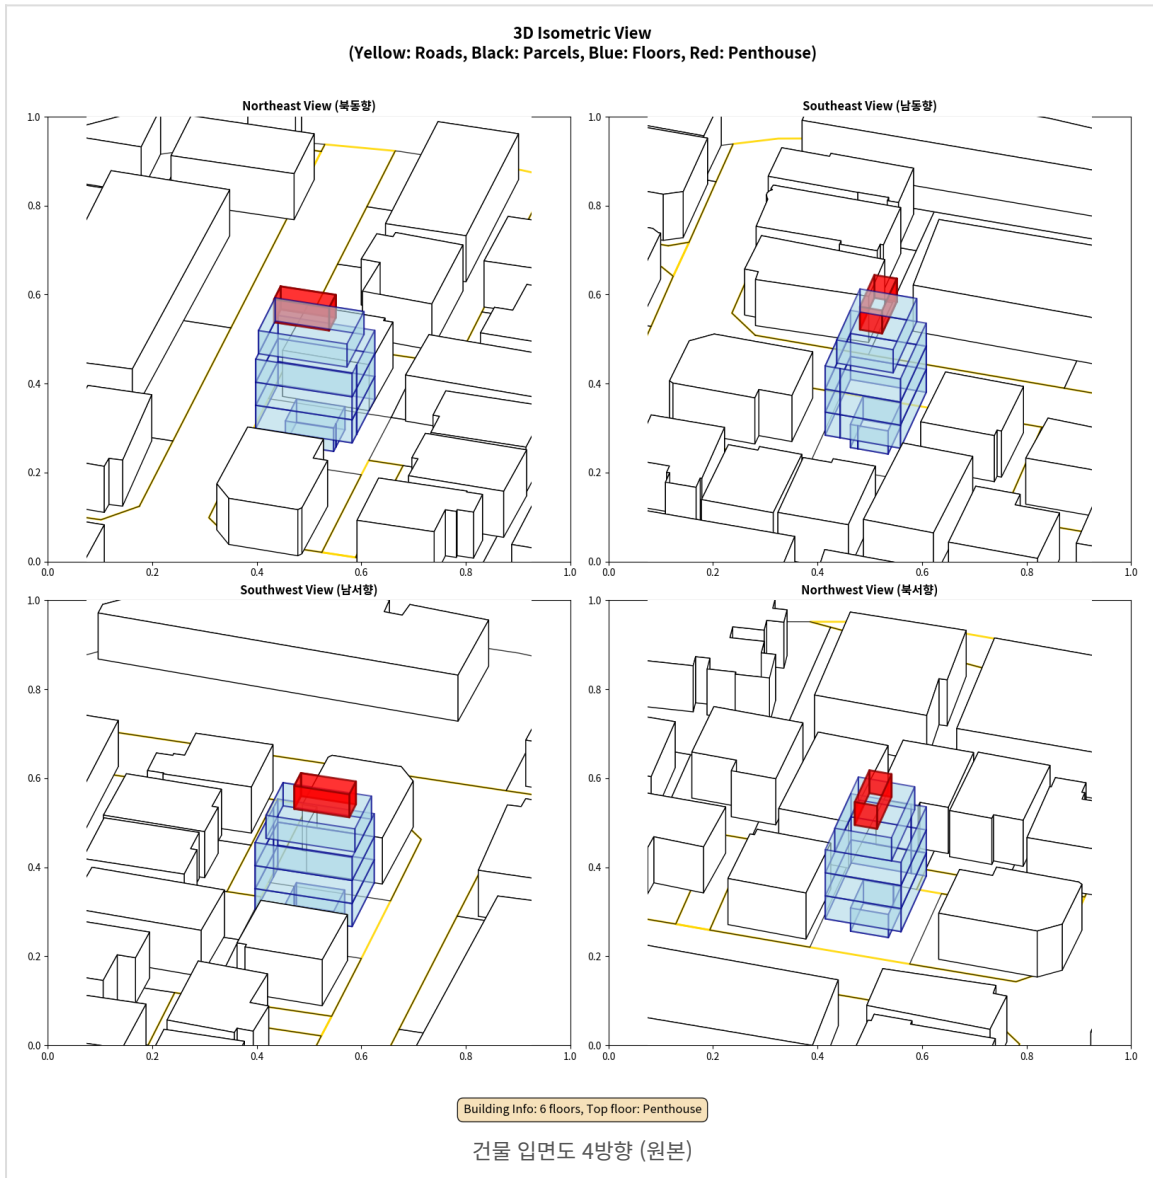 3D Isometric View
(Yellow: Roads, Black: Parcels, Blue: Floors, Red: Penthouse)
Northeast View (북동향)
1.0
0.8
0.6
0.4
0.2
0.0
0.0 0.2 0.4 0.6 0.8 1.0
Southeast View (남동향)
1.0
0.8
0.6
0.4
0.2
0.0
0.0 0.2 0.4 0.6 0.8 1.0
Southwest View (남서향)
1.0
0.8
0.6
0.4
0.2
0.0
0.0 0.2 0.4 0.6 0.8 1.0
Northwest View (북서향)
1.0
0.8
0.6
0.4
0.2
0.0
0.0 0.2 0.4 0.6 0.8 1.0
Building Info: 6 floors, Top floor: Penthouse
건물 입면도 4방향 (원본)